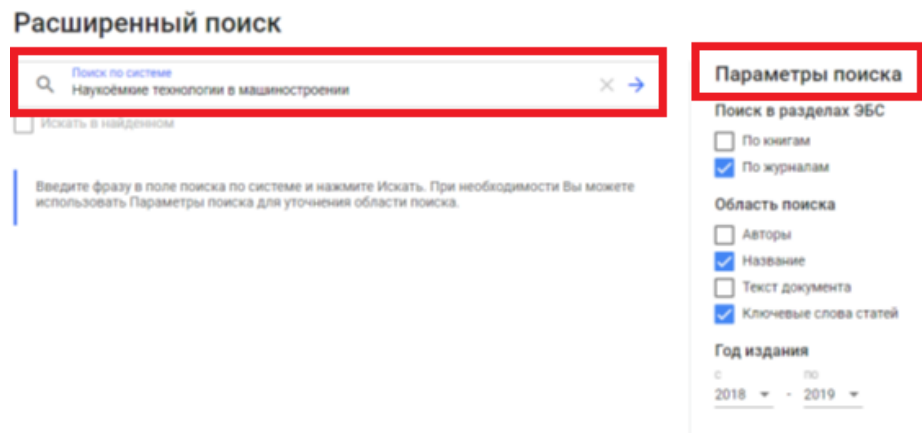 Расширенный поиск
Поиск по системе
Наукоёмкие технологии в машиностроении
Искать в найденном
Введите фразу в поле поиска по системе и нажмите Искать. При необходимости Вы можете
использовать Параметры поиска для уточнения области поиска.
Параметры поиска
Поиск в разделах ЭБС
По книгам
По журналам
Область поиска
Авторы
Название
Текст документа
Ключевые слова статей
Год издания
с по
2018 - 2019